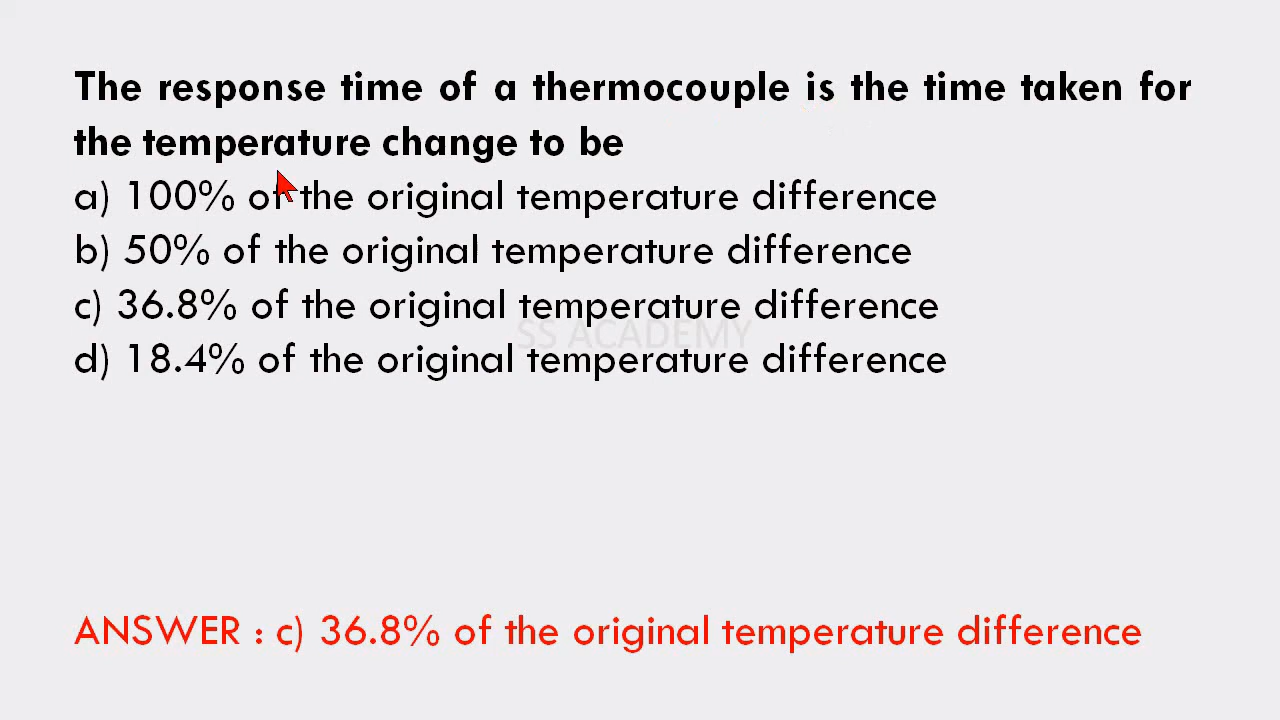 The response time of a thermocouple is the time taken for
the temperature change to be
a) 100% of the original temperature difference
b) 50% of the original temperature difference
c) 36.8% of the original temperature difference
SS ACADEMY
d) 18.4% of the original temperature difference
ANSWER : c) 36.8% of the original temperature difference